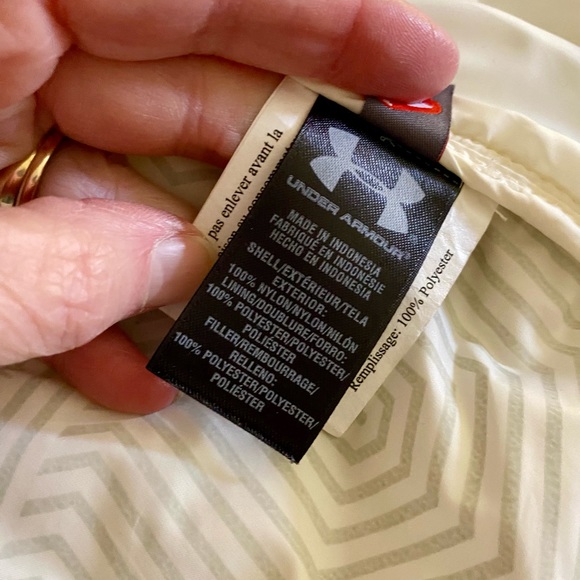 pas enlever avant la
UNDER ARMOUR
MADE IN INDONESIA
FABRIQUÉ EN INDONÉSIE
HECHO EN INDONESIA
SHELL/EXTÉRIEUR/TELA
EXTERIOR:
100% NYLON/NYLON/NILÓN
LINING/DOUBLURE/FORRO:
100% POLYESTER/POLYESTER/
POLIÉSTER
FILLER/REMBOURRAGE/
RELLENO:
100% POLYESTER/POLYESTER/
POLIÉSTER
Remplissage: 100% Polyester